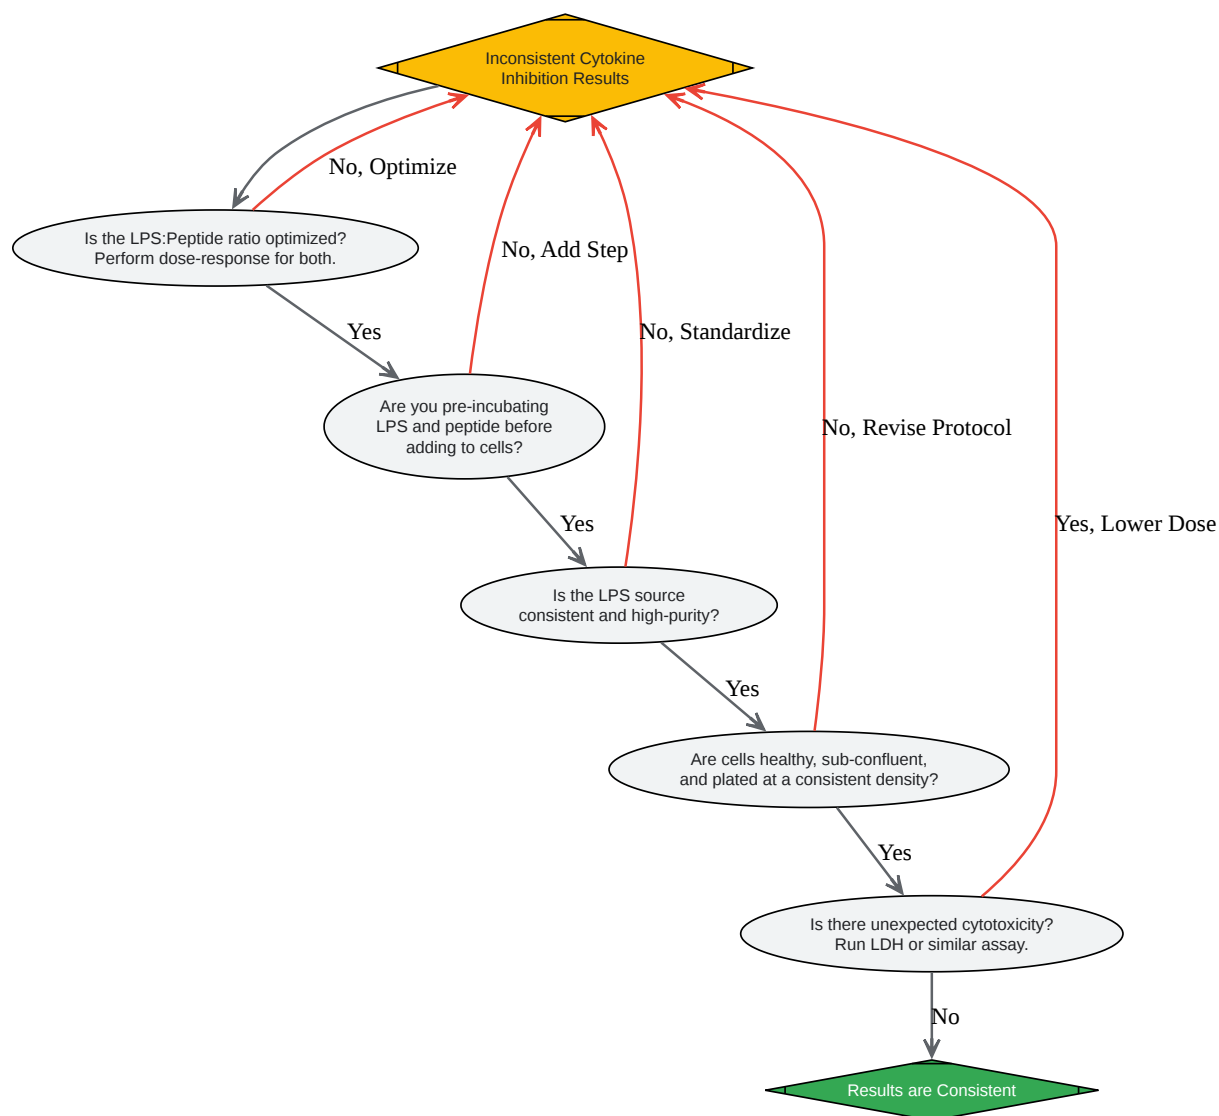 Inconsistent Cytokine
Inhibition Results
No, Optimize
Is the LPS:Peptide ratio optimized?
Perform dose-response for both.
No, Add Step
Yes
No, Standardize
Are you pre-incubating
LPS and peptide before
adding to cells?
No, Revise Protocol
Yes
Yes, Lower Dose
Is the LPS source
consistent and high-purity?
Yes
Are cells healthy, sub-confluent,
and plated at a consistent density?
Yes
Is there unexpected cytotoxicity?
Run LDH or similar assay.
No
Results are Consistent